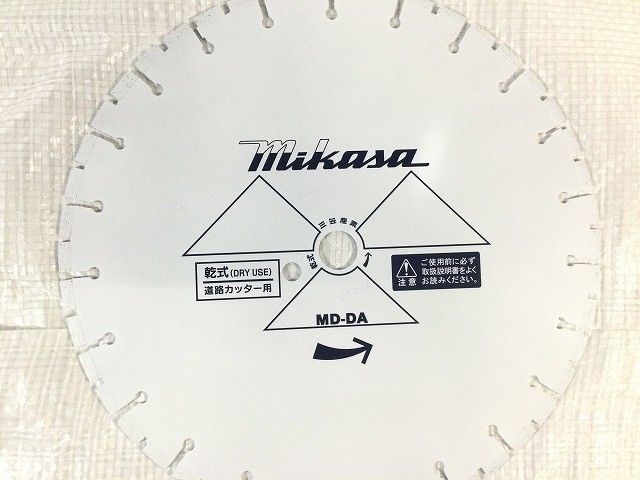 mikasa
三笠産業
乾式
乾式 (DRY USE)
道路カッター用
注意
ご使用前に必ず
取扱説明書をよく
お読みください。
MD-DA